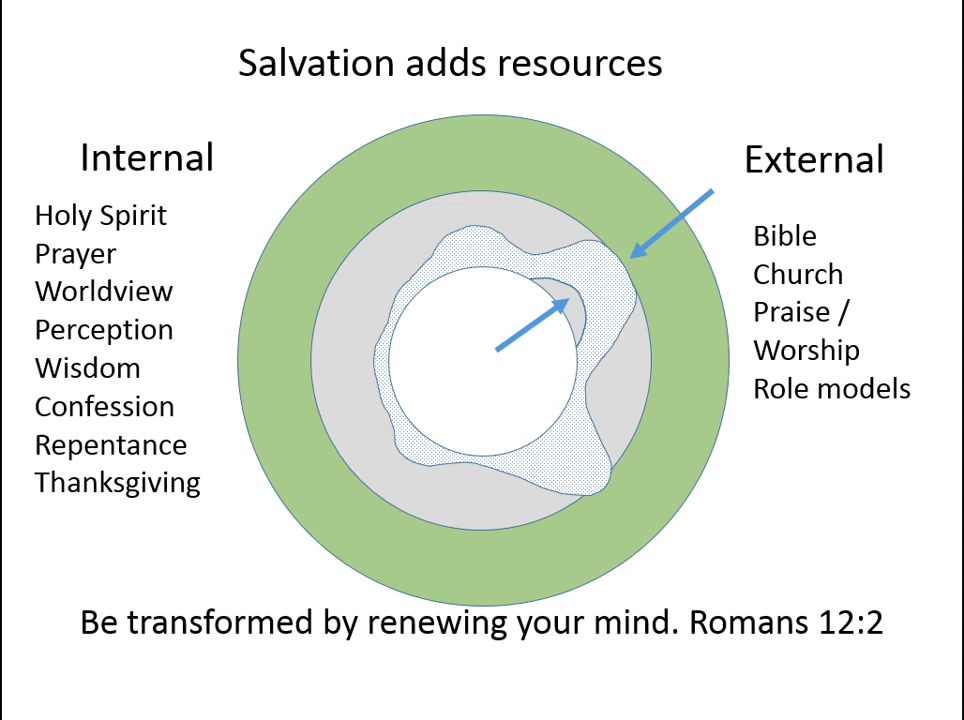 Salvation adds resources
Internal
Holy Spirit
Prayer
Worldview
Perception
Wisdom
Confession
Repentance
Thanksgiving
External
Bible
Church
Praise /
Worship
Role models
Be transformed by renewing your mind. Romans 12:2